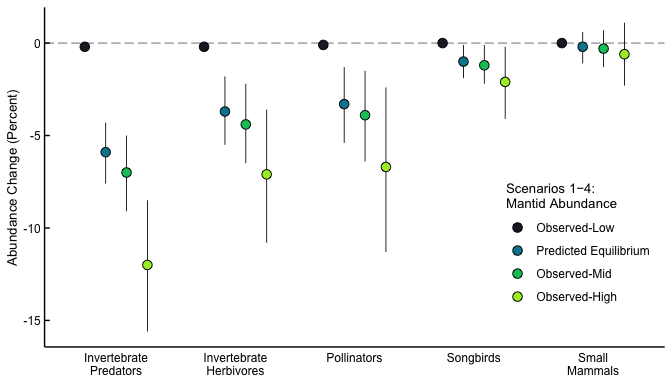 Abundance Change (Percent)
0
-5
-10
-15
Scenarios 1−4:
Mantid Abundance
Observed-Low
Predicted Equilibrium
Observed-Mid
Observed-High
Invertebrate
Predators
Invertebrate
Herbivores
Pollinators
Songbirds
Small
Mammals